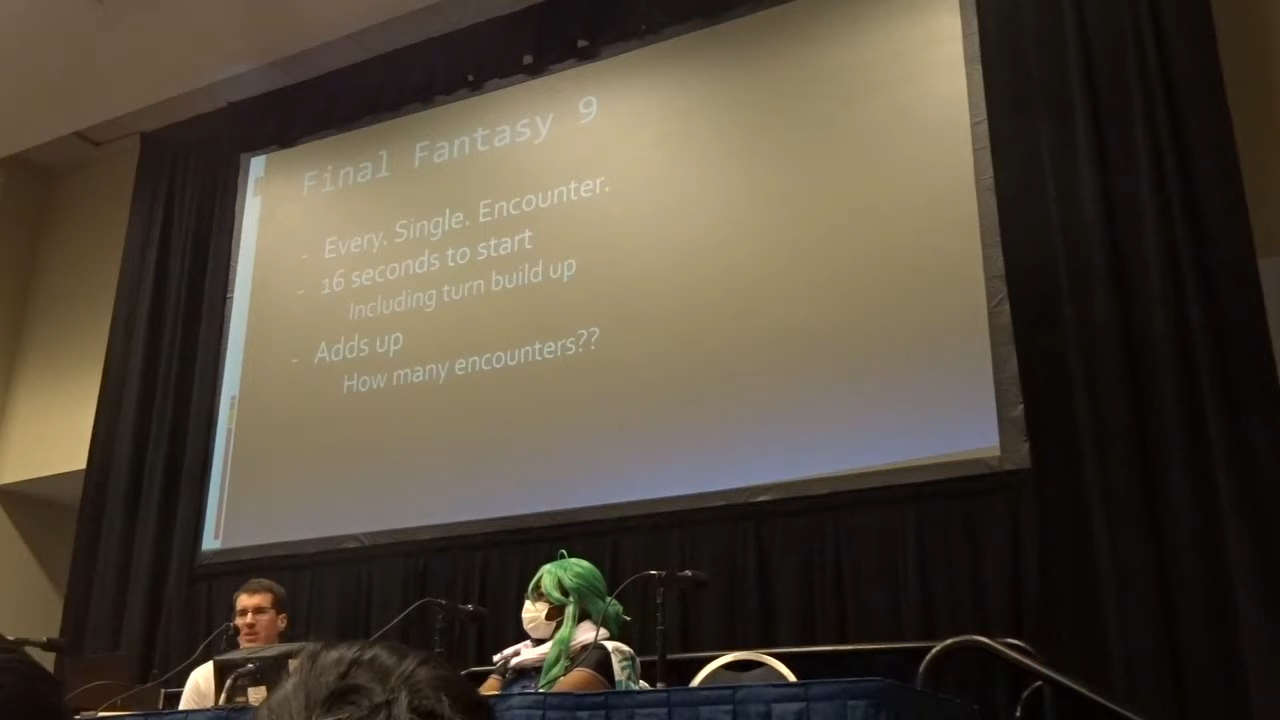 Final Fantasy 9
- Every. Single. Encounter.
- 16 seconds to start
Including turn build up
- Adds up
How many encounters??